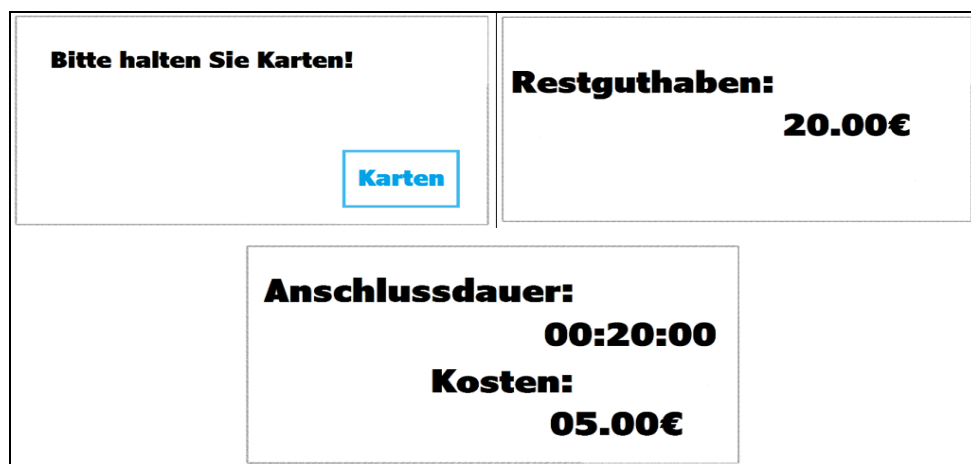 Bitte halten Sie Karten!
Karten
Restguthaben:
20.00€
Anschlussdauer:
00:20:00
Kosten:
05.00€